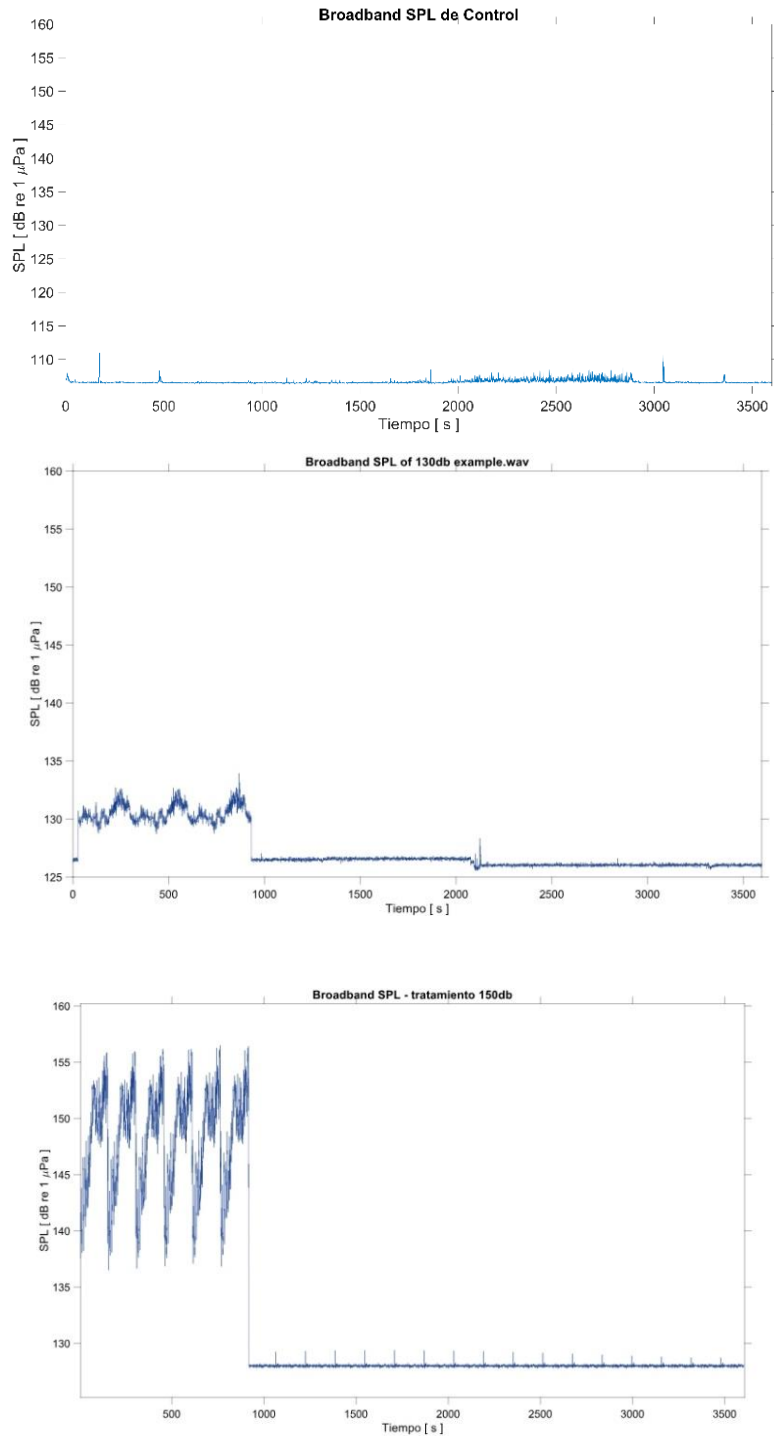 Broadband SPL de Control
160
155
150
145
140
135
130
125
120
115
110
SPL [ dB re 1 μPa ]
0 500 1000 1500 2000 2500 3000 3500
Tiempo [ s ]
Broadband SPL of 130db example.wav
160
155
150
145
140
135
130
125
SPL [ dB re 1 μPa ]
0 500 1000 1500 2000 2500 3000 3500
Tiempo [ s ]
Broadband SPL - tratamiento 150db
160
155
150
145
140
135
130
SPL [ dB re 1 μPa ]
500 1000 1500 2000 2500 3000 3500
Tiempo [ s ]